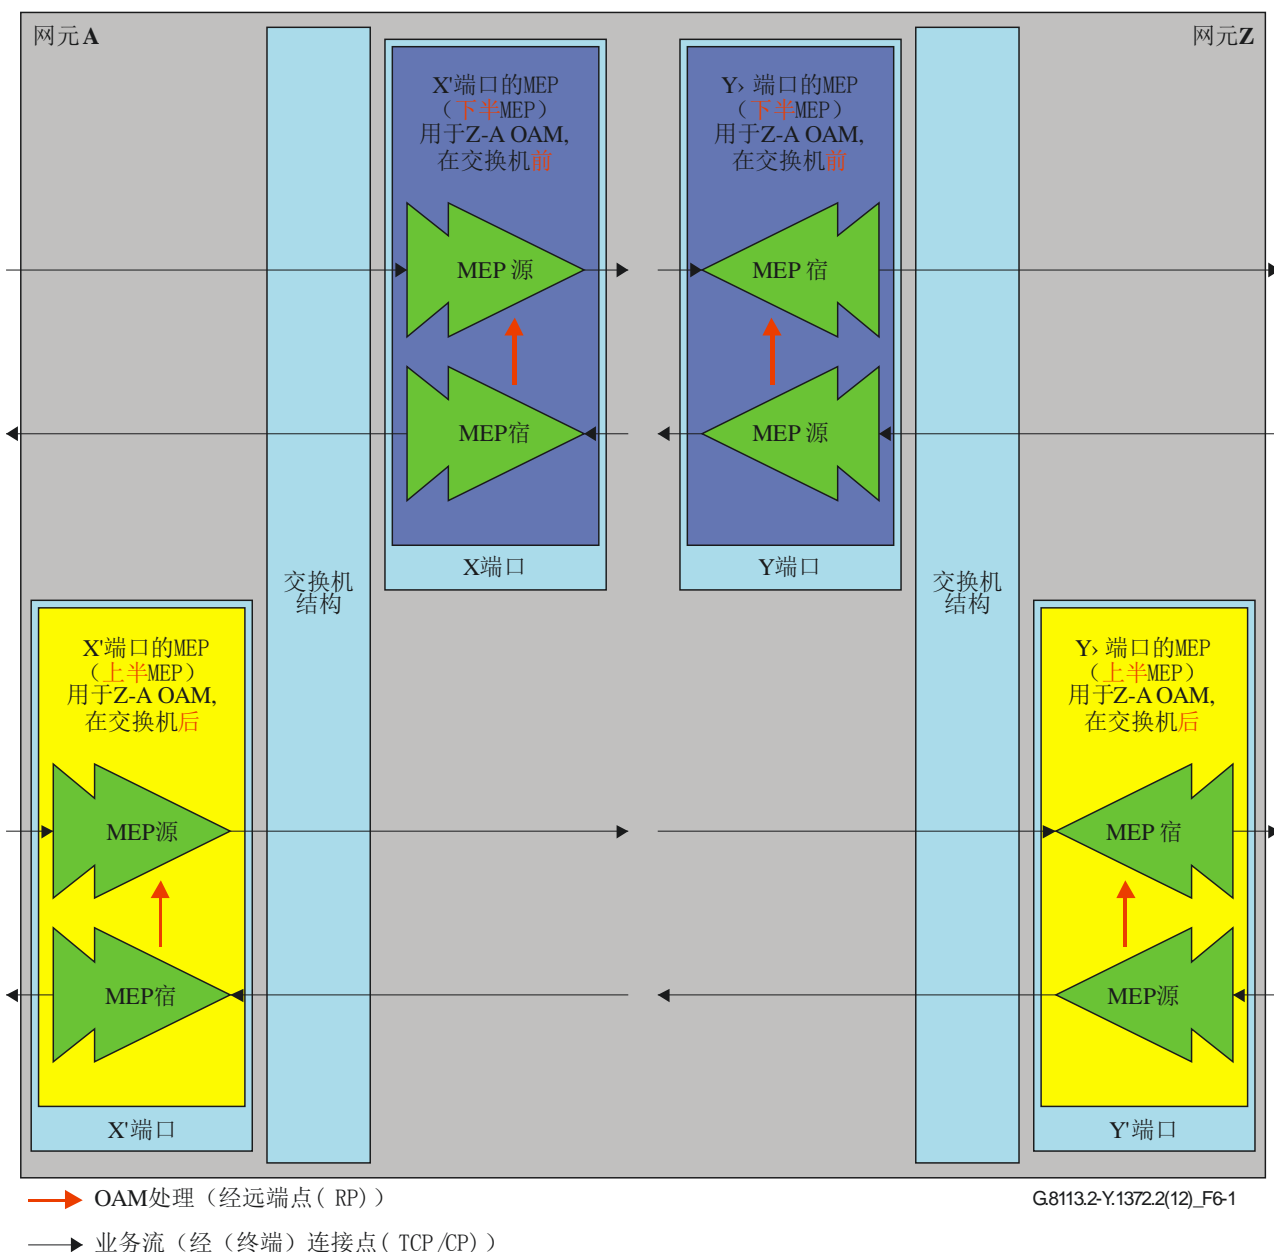 网元A
网元Z
X'端口的MEP
（下半MEP）
用于Z-A OAM,
在交换机前
Y› 端口的MEP
（下半MEP）
用于Z-A OAM,
在交换机前
MEP 源
MEP 宿
MEP宿
MEP 源
X端口
Y端口
交换机
结构
交换机
结构
X'端口的MEP
（上半MEP）
用于Z-A OAM,
在交换机后
Y› 端口的MEP
（上半MEP）
用于Z-A OAM,
在交换机后
MEP源
MEP 宿
MEP宿
MEP源
X'端口
Y'端口
OAM处理（经远端点( RP)）
G.8113.2-Y.1372.2(12)_F6-1
业务流（经（终端）连接点( TCP/CP)）